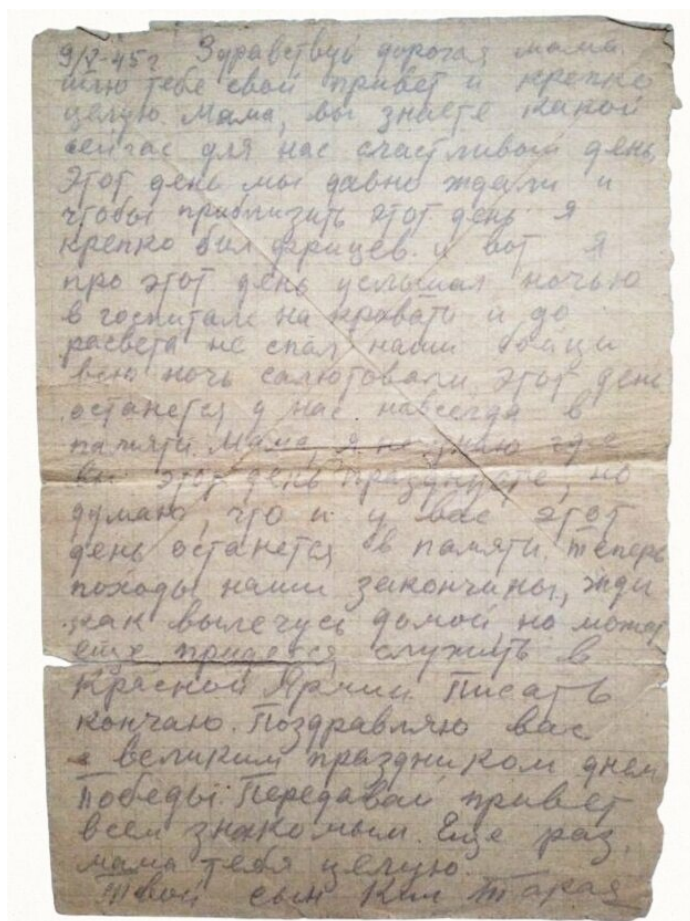 9/V-45г Здравствуй дорогая мама
шлю тебе свой привет и крепко
целую. Мама, вы знаете какой
сейчас для нас счастливый день,
этот день мы давно ждали и
чтобы приблизить этот день я
крепко бил фрицев. и вот я
про этот день услышал ночью
в госпитале на кровати и до
расвета не спал наши бойцы
всю ночь салютовали этот день
останется у нас навсегда в
памяти. Мама, я не знаю где
вы этот день празднуете, но
думаю, что и у вас этот
день останется в памяти. Теперь
походы наши закончины, жди
как вылечусь домой но может
еще придется служить в
Красной Армии. Писать
кончаю. Поздравляю вас
с великим праздником днем
Победы. Передавай привет
всем знакомым. Еще раз,
мама тебя целую.
Твой сын Ким